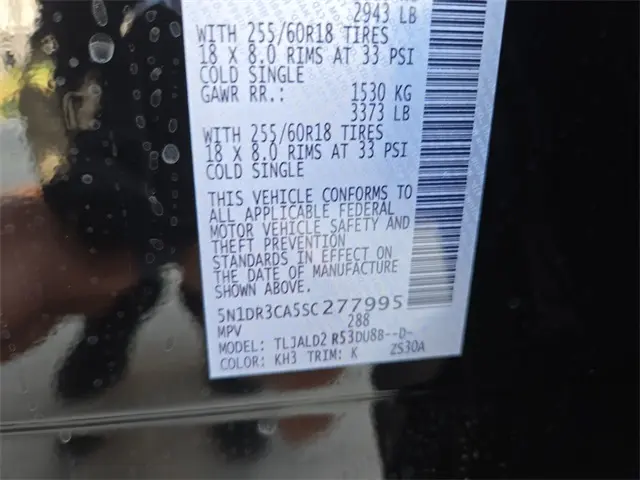 2943 LB
WITH 255/60R18 TIRES
18 X 8.0 RIMS AT 33 PSI
COLD SINGLE
GAWR RR.: 1530 KG
3373 LB
WITH 255/60R18 TIRES
18 X 8.0 RIMS AT 33 PSI
COLD SINGLE
THIS VEHICLE CONFORMS TO
ALL APPLICABLE FEDERAL
MOTOR VEHICLE SAFETY AND
THEFT PREVENTION
STANDARDS IN EFFECT ON
THE DATE OF MANUFACTURE
SHOWN ABOVE.
5N1DR3CA5SC277995
MPV 288
MODEL: TLJALD2 R53DU88--D-
COLOR: KH3 TRIM: K ZS30A